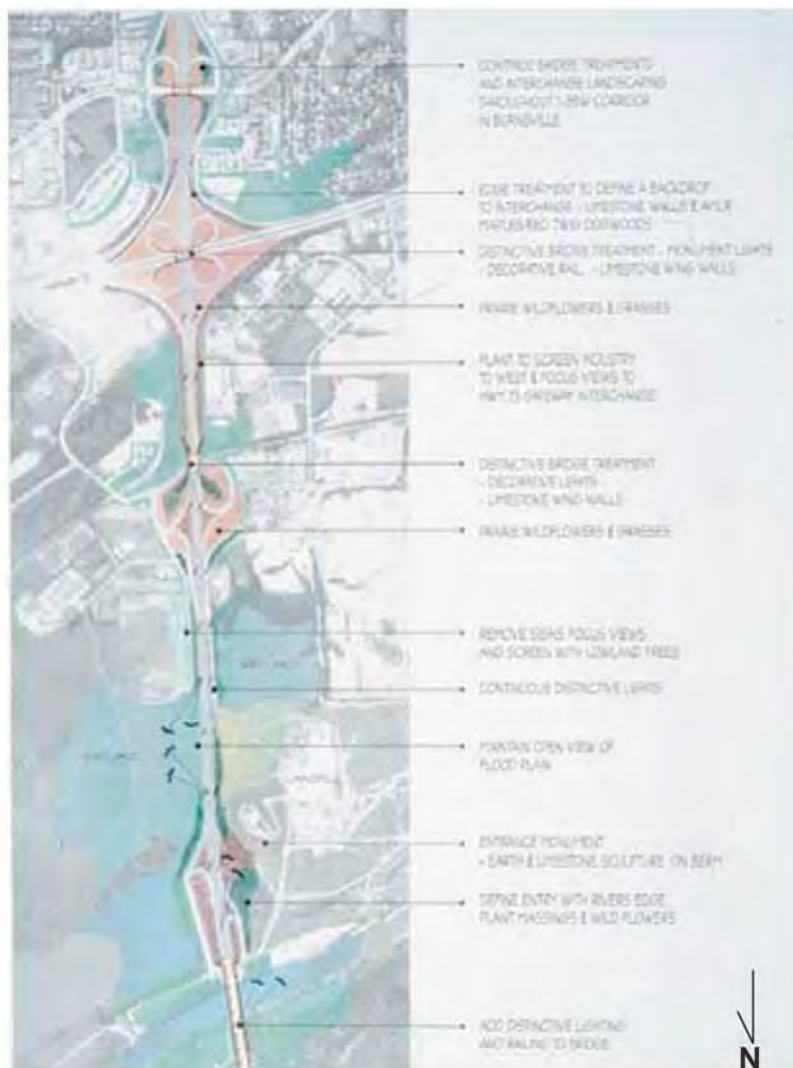 CONTINUE BRIDGE TREATMENTS
AND INTERCHANGE LANDSCAPING
THROUGHOUT I-35W CORRIDOR
IN BURNSVILLE
EDGE TREATMENT TO DEFINE A BACKDROP
TO INTERCHANGE - LIMESTONE WALLS & AMUR
MAPLES/RED TWIG DOGWOODS
DISTINCTIVE BRIDGE TREATMENT - MONUMENT LIGHTS
- DECORATIVE RAIL - LIMESTONE WING WALLS
PRAIRIE WILDFLOWERS & GRASSES
PLANT TO SCREEN INDUSTRY
TO WEST & FOCUS VIEWS TO
HWY 13 GATEWAY INTERCHANGE
DISTINCTIVE BRIDGE TREATMENT
- DECORATIVE LIGHTS
- LIMESTONE WING WALLS
PRAIRIE WILDFLOWERS & GRASSES
REMOVE SIGNS FOCUS VIEWS
AND SCREEN WITH LOWLAND TREES
CONTINUOUS DISTINCTIVE LIGHTS
MAINTAIN OPEN VIEW OF
FLOOD PLAIN
LANDFILL
ENTRANCE MONUMENT
- EARTH & LIMESTONE SCULPTURE ON BERM
DEFINE ENTRY WITH RIVERS EDGE
PLANT MASSINGS & WILD FLOWERS
ADD DISTINCTIVE LIGHTING
AND RAILING TO BRIDGE
N